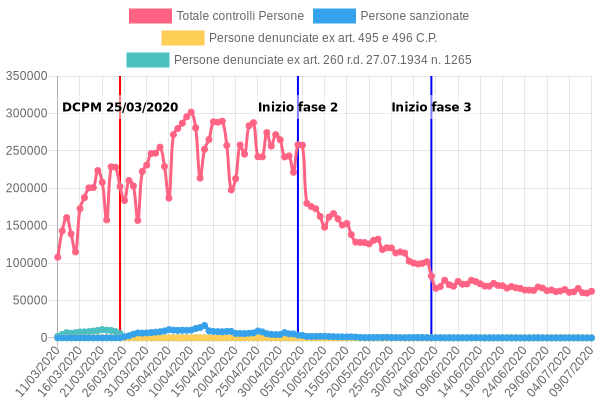 Totale controlli Persone Persone sanzionate
Persone denunciate ex art. 495 e 496 C.P.
Persone denunciate ex art. 260 r.d. 27.07.1934 n. 1265
350000
300000
250000
200000
150000
100000
50000
0
DCPM 25/03/2020 Inizio fase 2 Inizio fase 3
11/03/2020 16/03/2020 21/03/2020 26/03/2020 31/03/2020 05/04/2020 10/04/2020 15/04/2020 20/04/2020 25/04/2020 30/04/2020 05/05/2020 10/05/2020 15/05/2020 20/05/2020 25/05/2020 30/05/2020 04/06/2020 09/06/2020 14/06/2020 19/06/2020 24/06/2020 29/06/2020 04/07/2020 09/07/2020